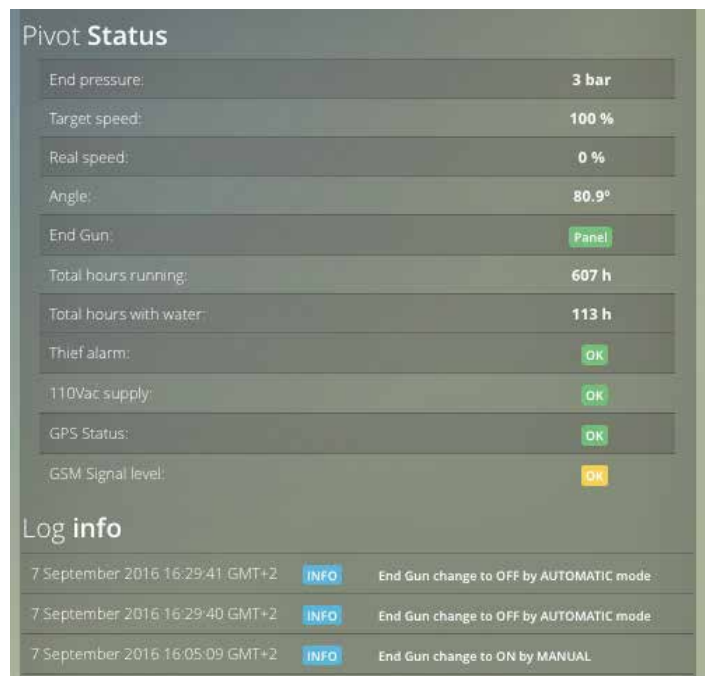 Pivot Status
End pressure: 3 bar
Target speed: 100 %
Real speed: 0 %
Angle: 80.9º
End Gun: Panel
Total hours running: 607 h
Total hours with water: 113 h
Thief alarm: OK
110Vac supply: OK
GPS Status: OK
GSM Signal level: OK
Log info
7 September 2016 16:29:41 GMT+2 INFO End Gun change to OFF by AUTOMATIC mode
7 September 2016 16:29:40 GMT+2 INFO End Gun change to OFF by AUTOMATIC mode
7 September 2016 16:05:09 GMT+2 INFO End Gun change to ON by MANUAL